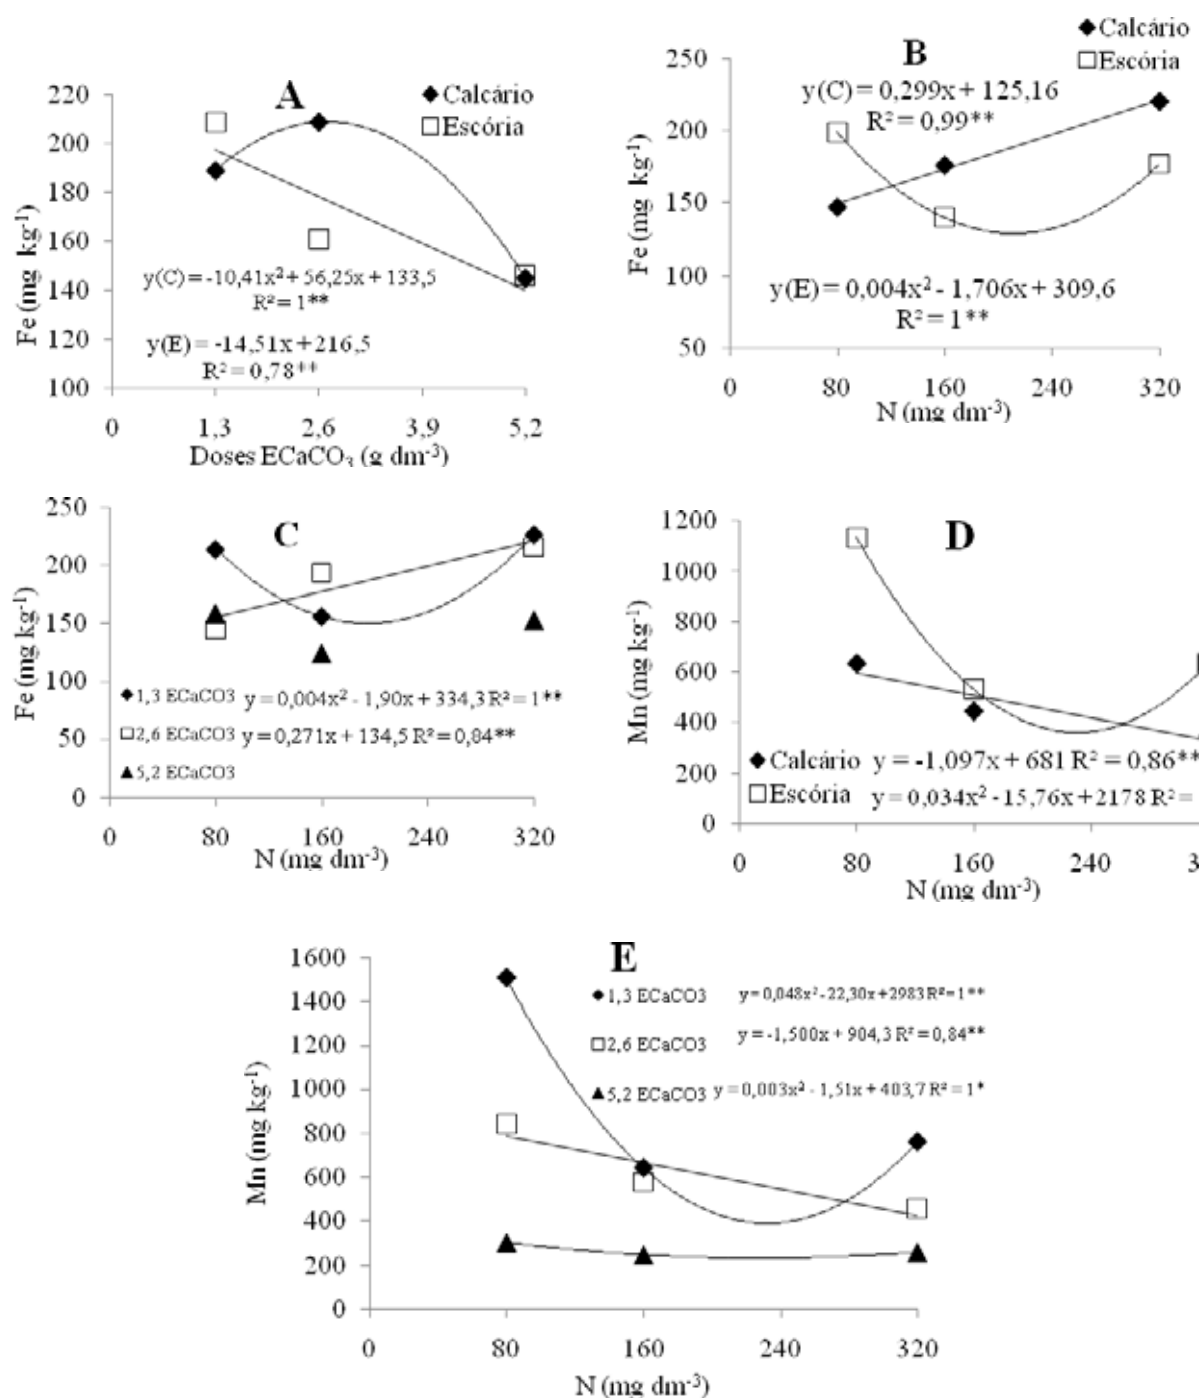 A
◆ Calcário
□ Escória
220
200
180
160
140
120
100
Fe (mg kg-1)
y(C) = -10,41x² + 56,25x + 133,5
R² = 1**
y(E) = -14,51x + 216,5
R² = 0,78**
0 1,3 2,6 3,9 5,2
Doses ECaCO3 (g dm-3)
◆ Calcário
□ Escória
B
250
200
150
100
50
Fe (mg kg-1)
y(C) = 0,299x + 125,16
R² = 0,99**
y(E) = 0,004x² - 1,706x + 309,6
R² = 1**
0 80 160 240 320
N (mg dm-3)
C
250
200
150
100
50
0
Fe (mg kg-1)
◆ 1,3 ECaCO3 y = 0,004x² - 1,90x + 334,3 R² = 1**
□ 2,6 ECaCO3 y = 0,271x + 134,5 R² = 0,84**
▲ 5,2 ECaCO3
0 80 160 240 320
N (mg dm-3)
D
1200
1000
800
600
400
200
0
Mn (mg kg-1)
◆ Calcário y = -1,097x + 681 R² = 0,86**
□ Escória y = 0,034x² - 15,76x + 2178 R² =
0 80 160 240 3
N (mg dm-3)
E
1600
1400
1200
1000
800
600
400
200
0
Mn (mg kg-1)
◆ 1,3 ECaCO3 y = 0,048x² - 22,30x + 2983 R² = 1**
□ 2,6 ECaCO3 y = -1,500x + 904,3 R² = 0,84**
▲ 5,2 ECaCO3 y = 0,003x² - 1,51x + 403,7 R² = 1*
0 80 160 240 320
N (mg dm-3)